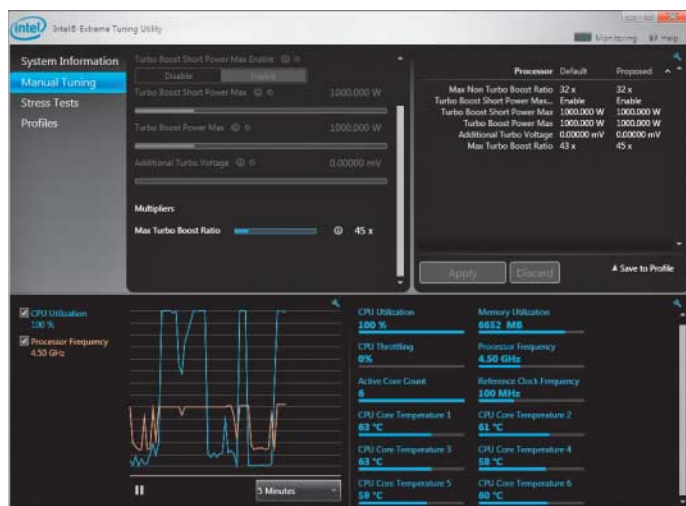 intel
Intel® Extreme Tuning Utility
Monitoring
Help
System Information
Manual Tuning
Stress Tests
Profiles
Turbo Boost Short Power Max Enable
Disable
Enable
Turbo Boost Short Power Max
1000.000 W
Turbo Boost Power Max
1000.000 W
Additional Turbo Voltage
0.00000 mV
Multipliers
Max Turbo Boost Ratio
45 x
Processor Default Proposed
Max Non Turbo Boost Ratio 32 x 32 x
Turbo Boost Short Power Max... Enable Enable
Turbo Boost Short Power Max 1000.000 W 1000.000 W
Turbo Boost Power Max 1000.000 W 1000.000 W
Additional Turbo Voltage 0.00000 mV 0.00000 mV
Max Turbo Boost Ratio 43 x 45 x
Apply
Discard
Save to Profile
CPU Utilization
100 %
Processor Frequency
4.50 GHz
5 Minutes
CPU Utilization
100 %
Memory Utilization
6652 MB
CPU Throttling
0%
Processor Frequency
4.50 GHz
Active Core Count
6
Reference Clock Frequency
100 MHz
CPU Core Temperature 1
63 °C
CPU Core Temperature 2
61 °C
CPU Core Temperature 3
63 °C
CPU Core Temperature 4
58 °C
CPU Core Temperature 5
59 °C
CPU Core Temperature 6
60 °C